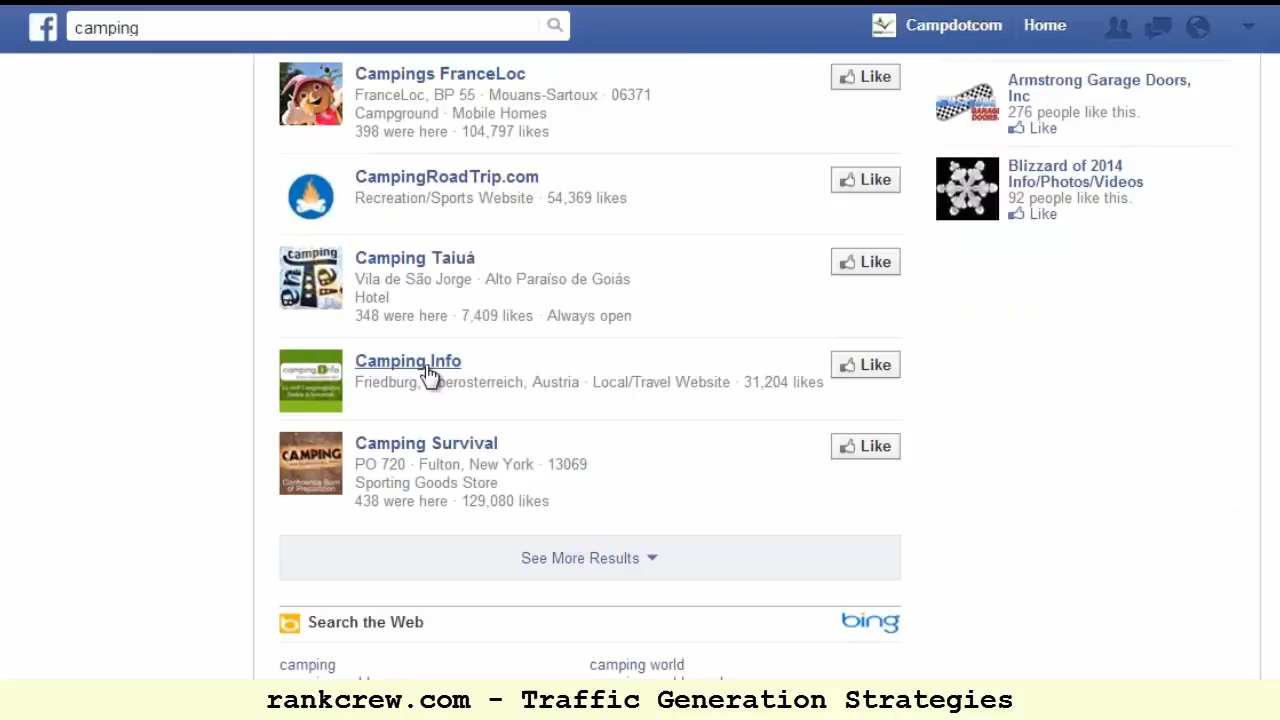 camping
Campdotcom
Home
Campings FranceLoc
FranceLoc, BP 55 · Mouans-Sartoux · 06371
Campground · Mobile Homes
398 were here · 104,797 likes
Like
CampingRoadTrip.com
Recreation/Sports Website · 54,369 likes
Like
camping
Camping Taiuá
Vila de São Jorge · Alto Paraíso de Goiás
Hotel
348 were here · 7,409 likes · Always open
Like
camping info
Camping Info
Friedburg, berosterreich, Austria · Local/Travel Website · 31,204 likes
Like
CAMPING
Camping Survival
PO 720 · Fulton, New York · 13069
Sporting Goods Store
438 were here · 129,080 likes
Like
See More Results
Search the Web
bing
camping
camping world
Armstrong Garage Doors,
Inc
276 people like this.
Like
Blizzard of 2014
Info/Photos/Videos
92 people like this.
Like
rankcrew.com - Traffic Generation Strategies